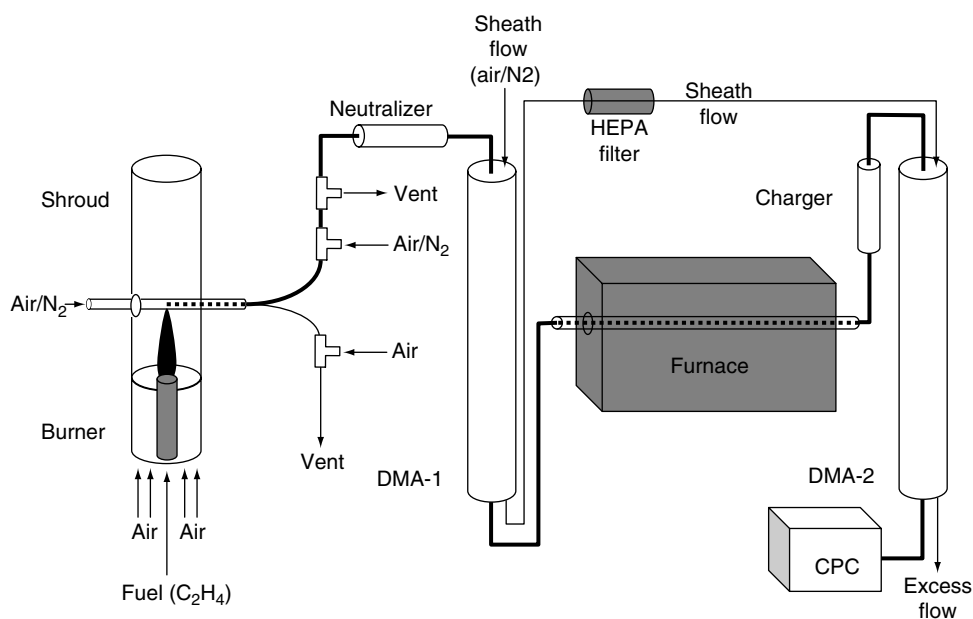 Sheath
flow
(air/N2)
Neutralizer
HEPA
filter
Sheath
flow
Shroud
Vent
Charger
Air/N₂
Air/N₂
Air
Furnace
Burner
Vent
DMA-1
DMA-2
Air
Air
CPC
Fuel (C₂H₄)
Excess
flow